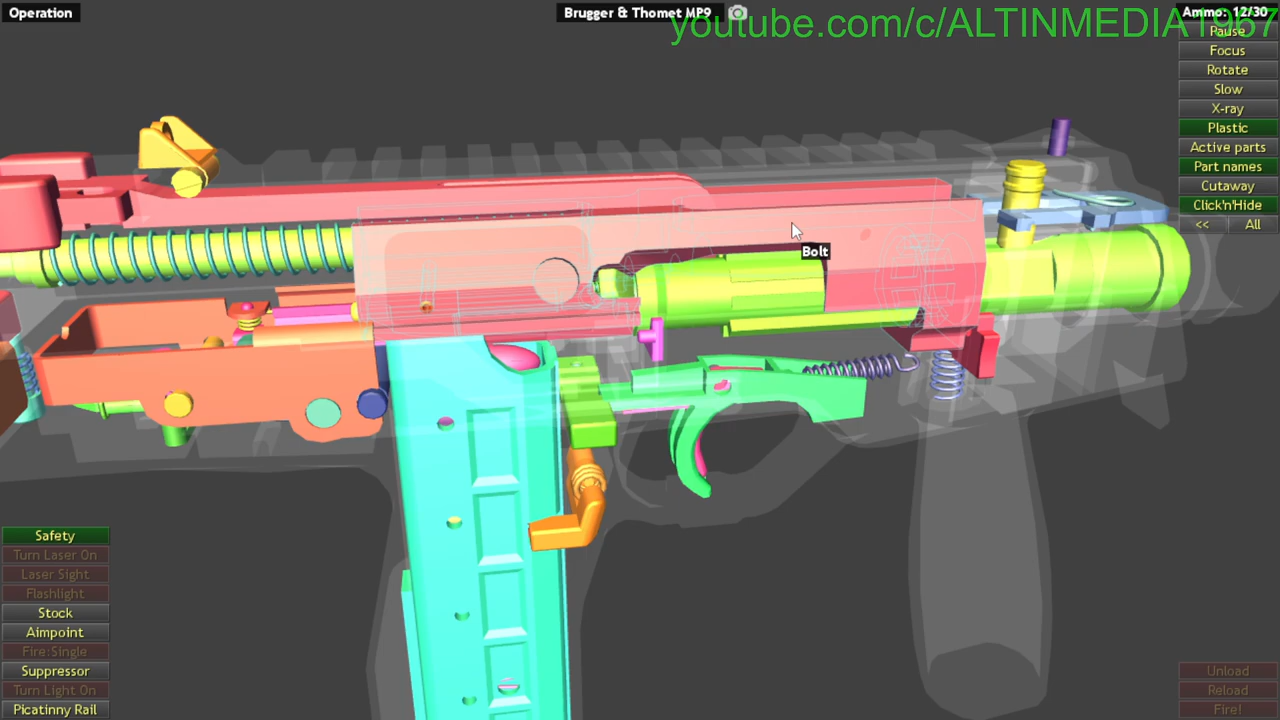 Operation
Brugger & Thomet MP9
Ammo: 12/30
youtube.com/c/ALTINMEDIA1967
Pause
Focus
Rotate
Slow
X-ray
Plastic
Active parts
Part names
Cutaway
Click'n'Hide
<< All
Bolt
Safety
Turn Laser On
Laser Sight
Flashlight
Stock
Aimpoint
Fire:Single
Suppressor
Turn Light On
Picatinny Rail
Unload
Reload
Fire!